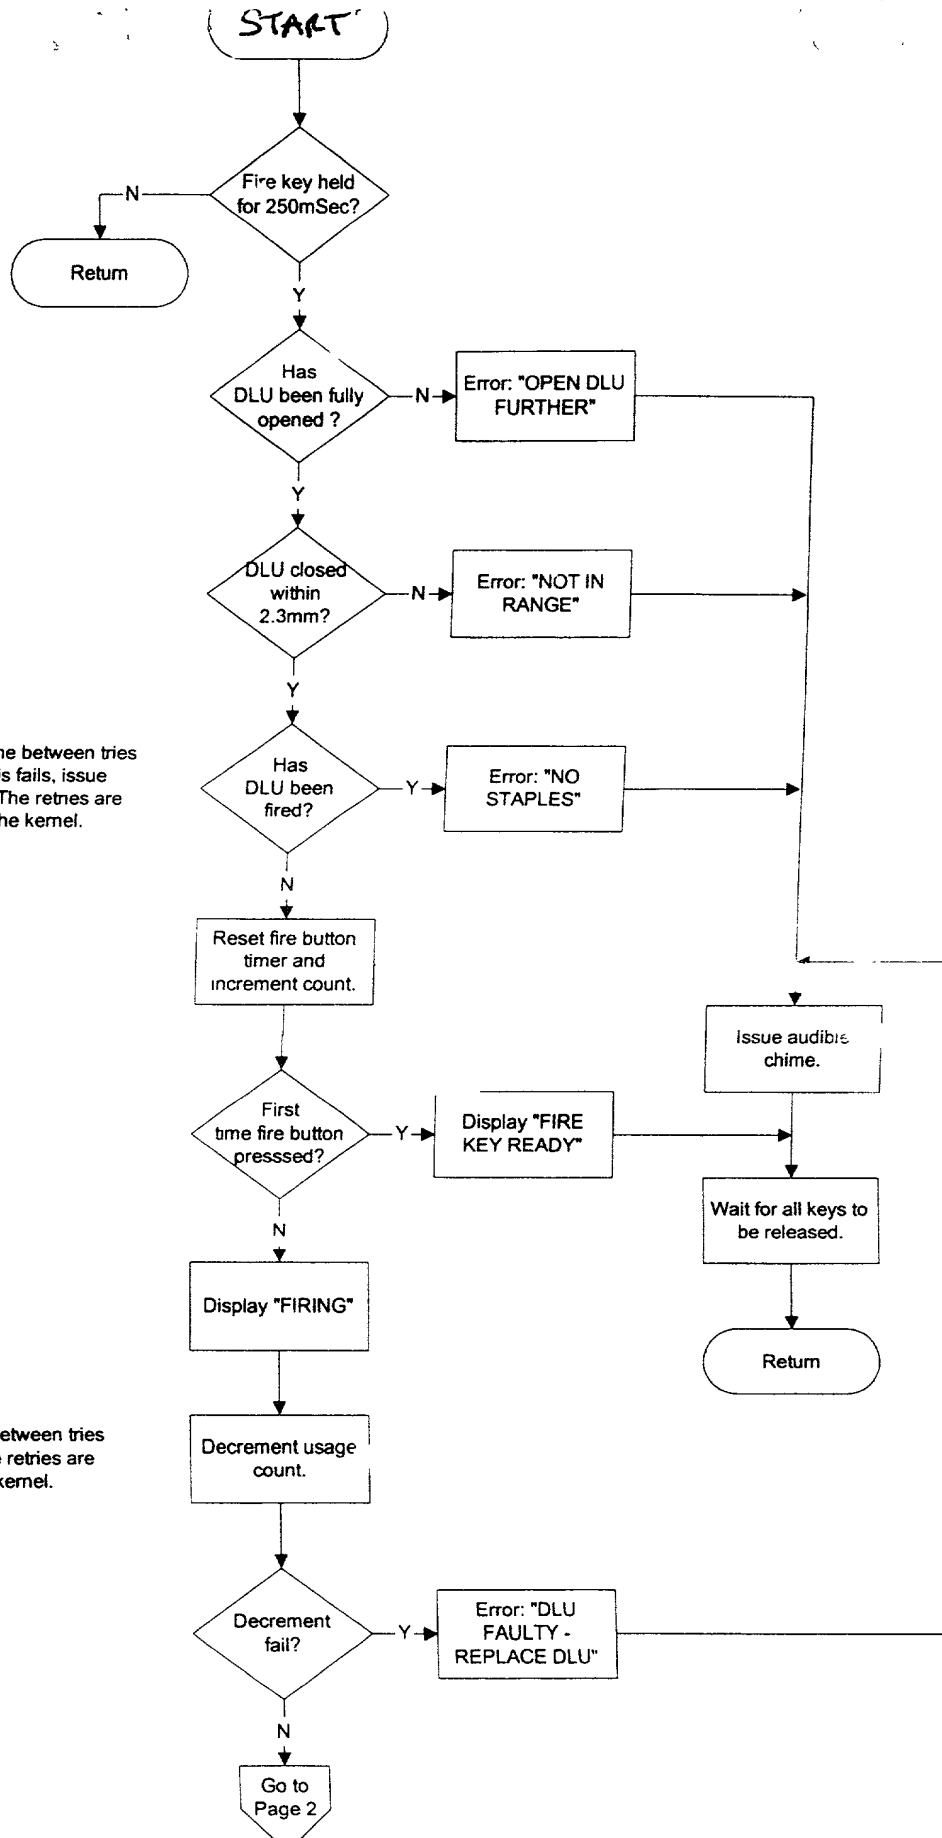 START
Fire key held
for 250mSec?
N
Return
Y
Has
DLU been fully
opened ?
N
Error: "OPEN DLU
FURTHER"
Y
DLU closed
within
2.3mm?
N
Error: "NOT IN
RANGE"
Y
between tries
is fails, issue
The retries are
kernel.
Has
DLU been
fired?
Y
Error: "NO
STAPLES"
N
Reset fire button
timer and
increment count.
Issue audible
chime.
First
time fire button
presssed?
Y
Display "FIRE
KEY READY"
Wait for all keys to
be released.
N
Display "FIRING"
Return
between tries
retries are
kernel.
Decrement usage
count.
Decrement
fail?
Y
Error: "DLU
FAULTY -
REPLACE DLU"
N
Go to
Page 2